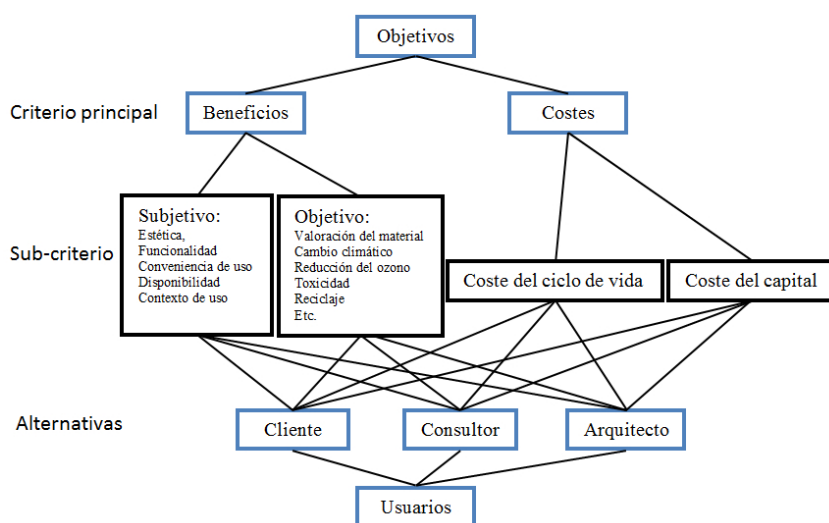 Objetivos
Criterio principal
Beneficios
Costes
Sub-criterio
Subjetivo:
Estética,
Funcionalidad
Conveniencia de uso
Disponibilidad
Contexto de uso
Objetivo:
Valoración del material
Cambio climático
Reducción del ozono
Toxicidad
Reciclaje
Etc.
Coste del ciclo de vida
Coste del capital
Alternativas
Cliente
Consultor
Arquitecto
Usuarios